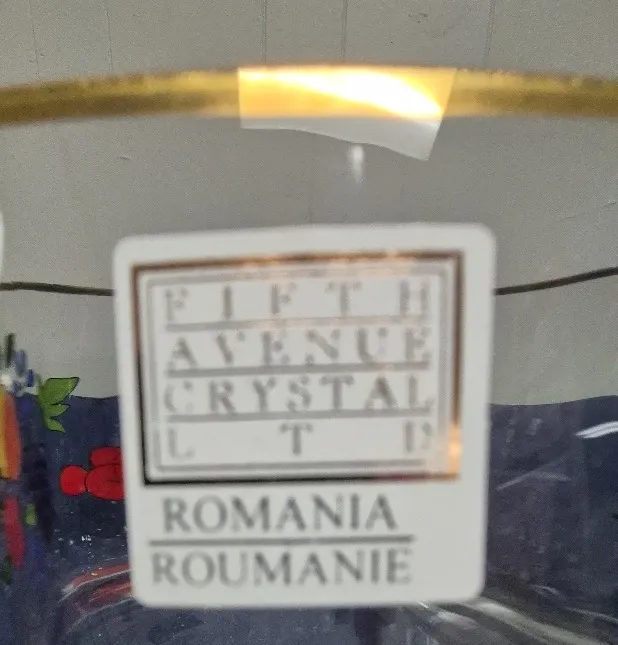 FIFTH
AVENUE
CRYSTAL
LTD
ROMANIA
ROUMANIE